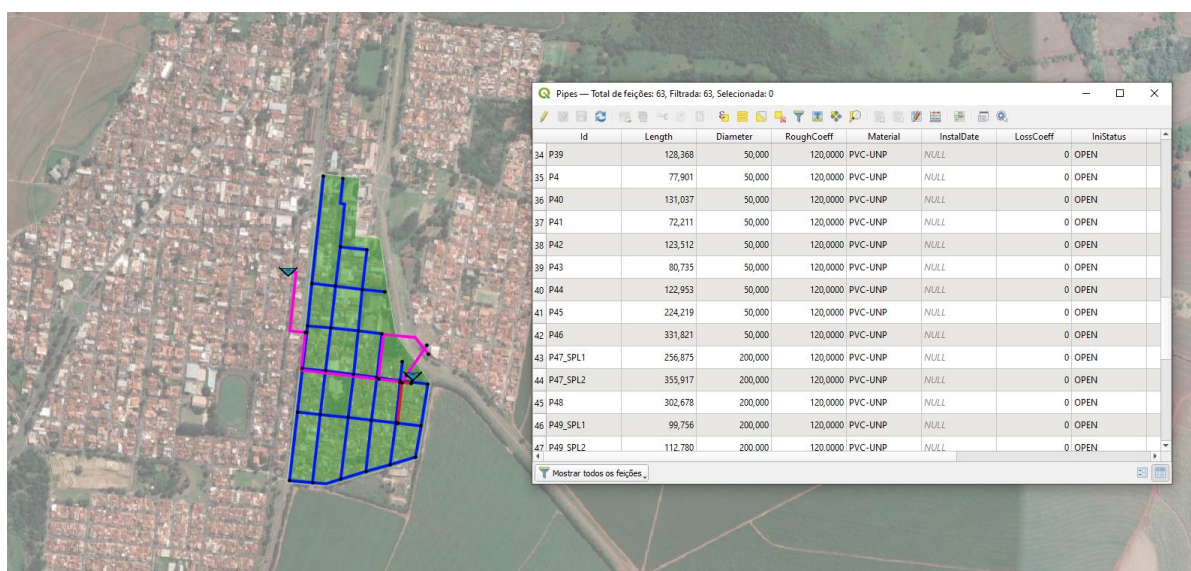 Pipes — Total de feições: 63, Filtrada: 63, Selecionada: 0
Id Length Diameter RoughCoeff Material InstalDate LossCoeff IniStatus
34 P39 128,368 50,000 120,0000 PVC-UNP NULL 0 OPEN
35 P4 77,901 50,000 120,0000 PVC-UNP NULL 0 OPEN
36 P40 131,037 50,000 120,0000 PVC-UNP NULL 0 OPEN
37 P41 72,211 50,000 120,0000 PVC-UNP NULL 0 OPEN
38 P42 123,512 50,000 120,0000 PVC-UNP NULL 0 OPEN
39 P43 80,735 50,000 120,0000 PVC-UNP NULL 0 OPEN
40 P44 122,953 50,000 120,0000 PVC-UNP NULL 0 OPEN
41 P45 224,219 50,000 120,0000 PVC-UNP NULL 0 OPEN
42 P46 331,821 50,000 120,0000 PVC-UNP NULL 0 OPEN
43 P47_SPL1 256,875 200,000 120,0000 PVC-UNP NULL 0 OPEN
44 P47_SPL2 355,917 200,000 120,0000 PVC-UNP NULL 0 OPEN
45 P48 302,678 200,000 120,0000 PVC-UNP NULL 0 OPEN
46 P49_SPL1 99,756 200,000 120,0000 PVC-UNP NULL 0 OPEN
47 P49_SPL2 112,780 200,000 120,0000 PVC-UNP NULL 0 OPEN
Mostrar todos os feições